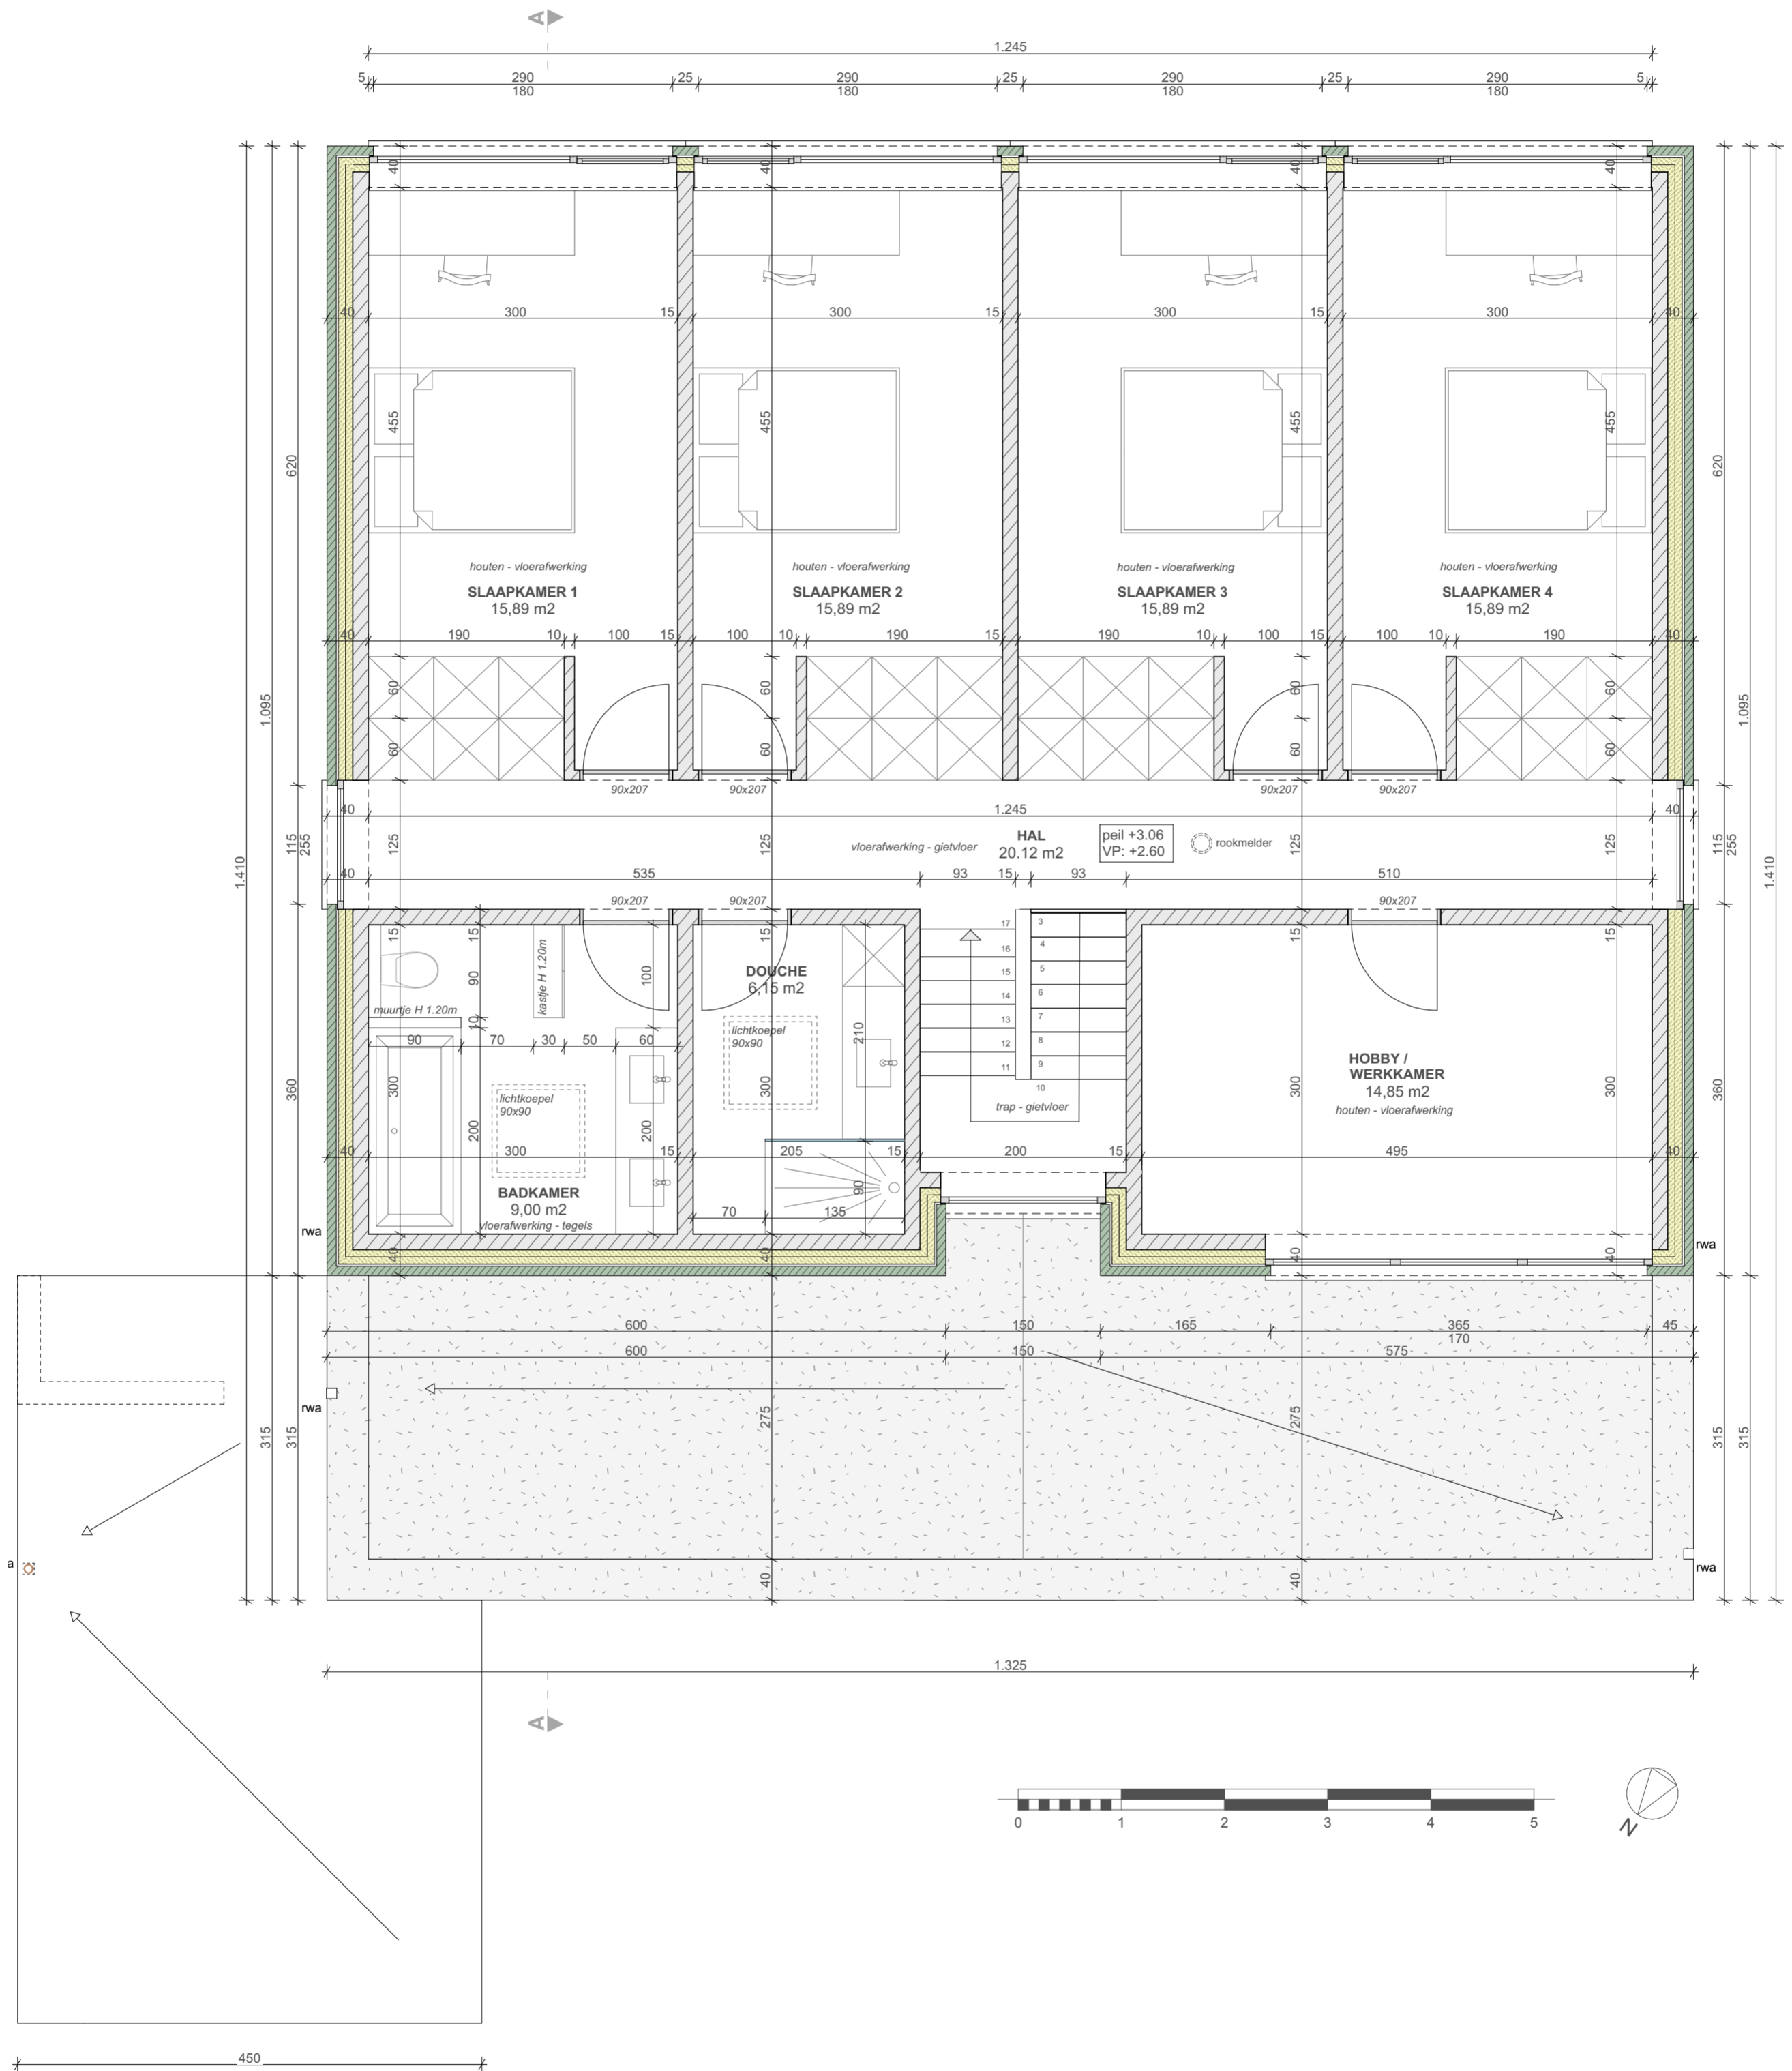 A
1.245
5 290 25 290 25 290 25 290 5
180 180 180 180
40 40 40 40
40 300 15 300 15 300 15 300 40
455 455 455 455
620 620
houten - vloerafwerking
SLAAPKAMER 1
15,89 m2
houten - vloerafwerking
SLAAPKAMER 2
15,89 m2
houten - vloerafwerking
SLAAPKAMER 3
15,89 m2
houten - vloerafwerking
SLAAPKAMER 4
15,89 m2
40 190 10 100 15 100 10 190 15 190 10 100 15 100 10 190 40
60 60 60 60
1.095 1.095
60 60 60 60
90x207 90x207 90x207 90x207
40 1.245 40
1.410 115 255 125 125 125 125 115 255 1.410
vloerafwerking - gietvloer
HAL
20.12 m2
peil +3.06
VP: +2.60
rookmelder
40 535 93 15 93 510
90x207 90x207 90x207
15 15 15 15 15
90 100
kastje H 1.20m
muurtje H 1.20m
10
90 70 30 50 60
DOUCHE
6,15 m2
lichtkoepel
90x90
210
17
16
15
14
13
12
11
3
4
5
6
7
8
9
10
trap - gietvloer
HOBBY /
WERKKAMER
14,85 m2
houten - vloerafwerking
360 300 300 300 300 360
lichtkoepel
90x90
200 200
40 300 15 205 15 200 15 495 40
BADKAMER
9,00 m2
vloerafwerking - tegels
90
70 135
rwa rwa
40 40 40 40
600 150 165 365 45
170
600 150 575
rwa
315 315 275 275 315 315
a
rwa
40 40
1.325
A
0 1 2 3 4 5
N
450